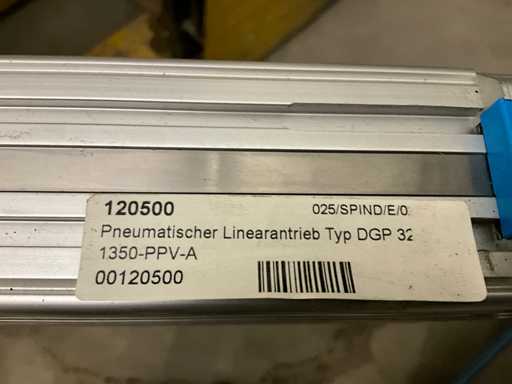 120500 025/SPIND/E/0
Pneumatischer Linearantrieb Typ DGP 32
1350-PPV-A
00120500